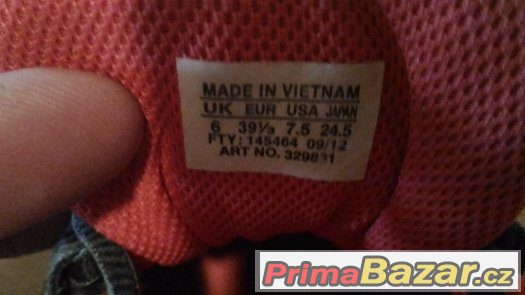 MADE IN VIETNAM
UK EUR USA JAPAN
6 39⅓ 7.5 24.5
FTY: 145464 09/12
ART NO. 329831
PrimaBazar.cz